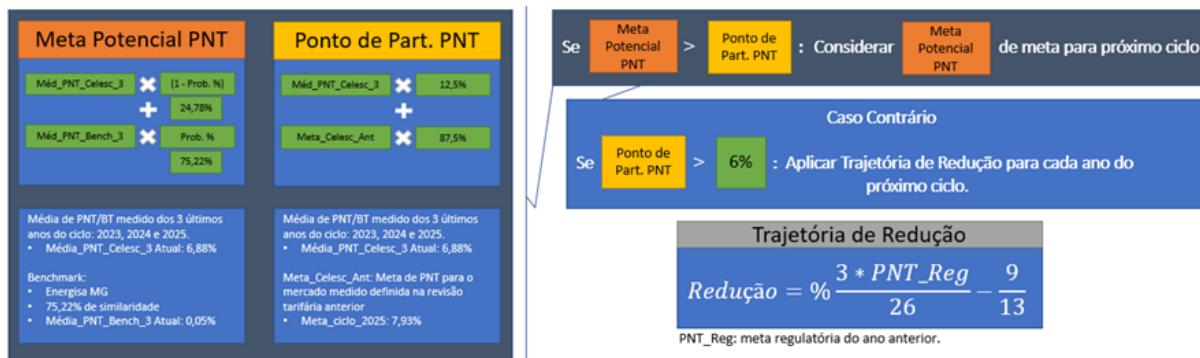 Meta Potencial PNT
Méd_PNT_Celesc_3 × (1 - Prob. %)
+ 24,78%
Méd_PNT_Bench_3 × Prob. %
75,22%
Média de PNT/BT medido dos 3 últimos
anos do ciclo: 2023, 2024 e 2025.
• Média_PNT_Celesc_3 Atual: 6,88%
Benchmark:
• Energisa MG
• 75,22% de similaridade
• Média_PNT_Bench_3 Atual: 0,05%
Ponto de Part. PNT
Méd_PNT_Celesc_3 × 12,5%
+
Meta_Celesc_Ant × 87,5%
Média de PNT/BT medido dos 3 últimos
anos do ciclo: 2023, 2024 e 2025.
• Média_PNT_Celesc_3 Atual: 6,88%
Meta_Celesc_Ant: Meta de PNT para o
mercado medido definida na revisão
tarifária anterior
• Meta_ciclo_2025: 7,93%
Se Meta Potencial PNT > Ponto de Part. PNT : Considerar Meta Potencial PNT de meta para próximo ciclo.
Caso Contrário
Se Ponto de Part. PNT > 6% : Aplicar Trajetória de Redução para cada ano do
próximo ciclo.
Trajetória de Redução
Redução = % 3 * PNT_Reg / 26 − 9 / 13
PNT_Reg: meta regulatória do ano anterior.